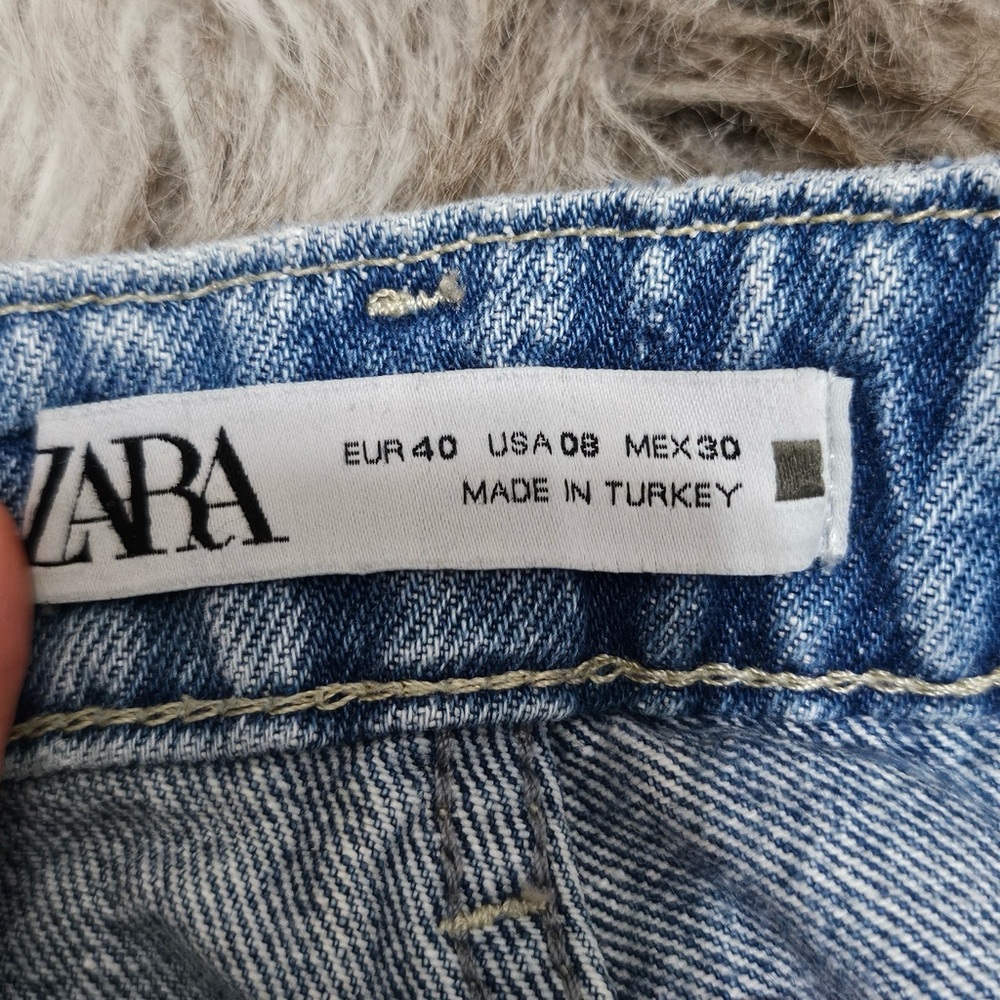 ZARA
EUR 40 USA 08 MEX 30
MADE IN TURKEY